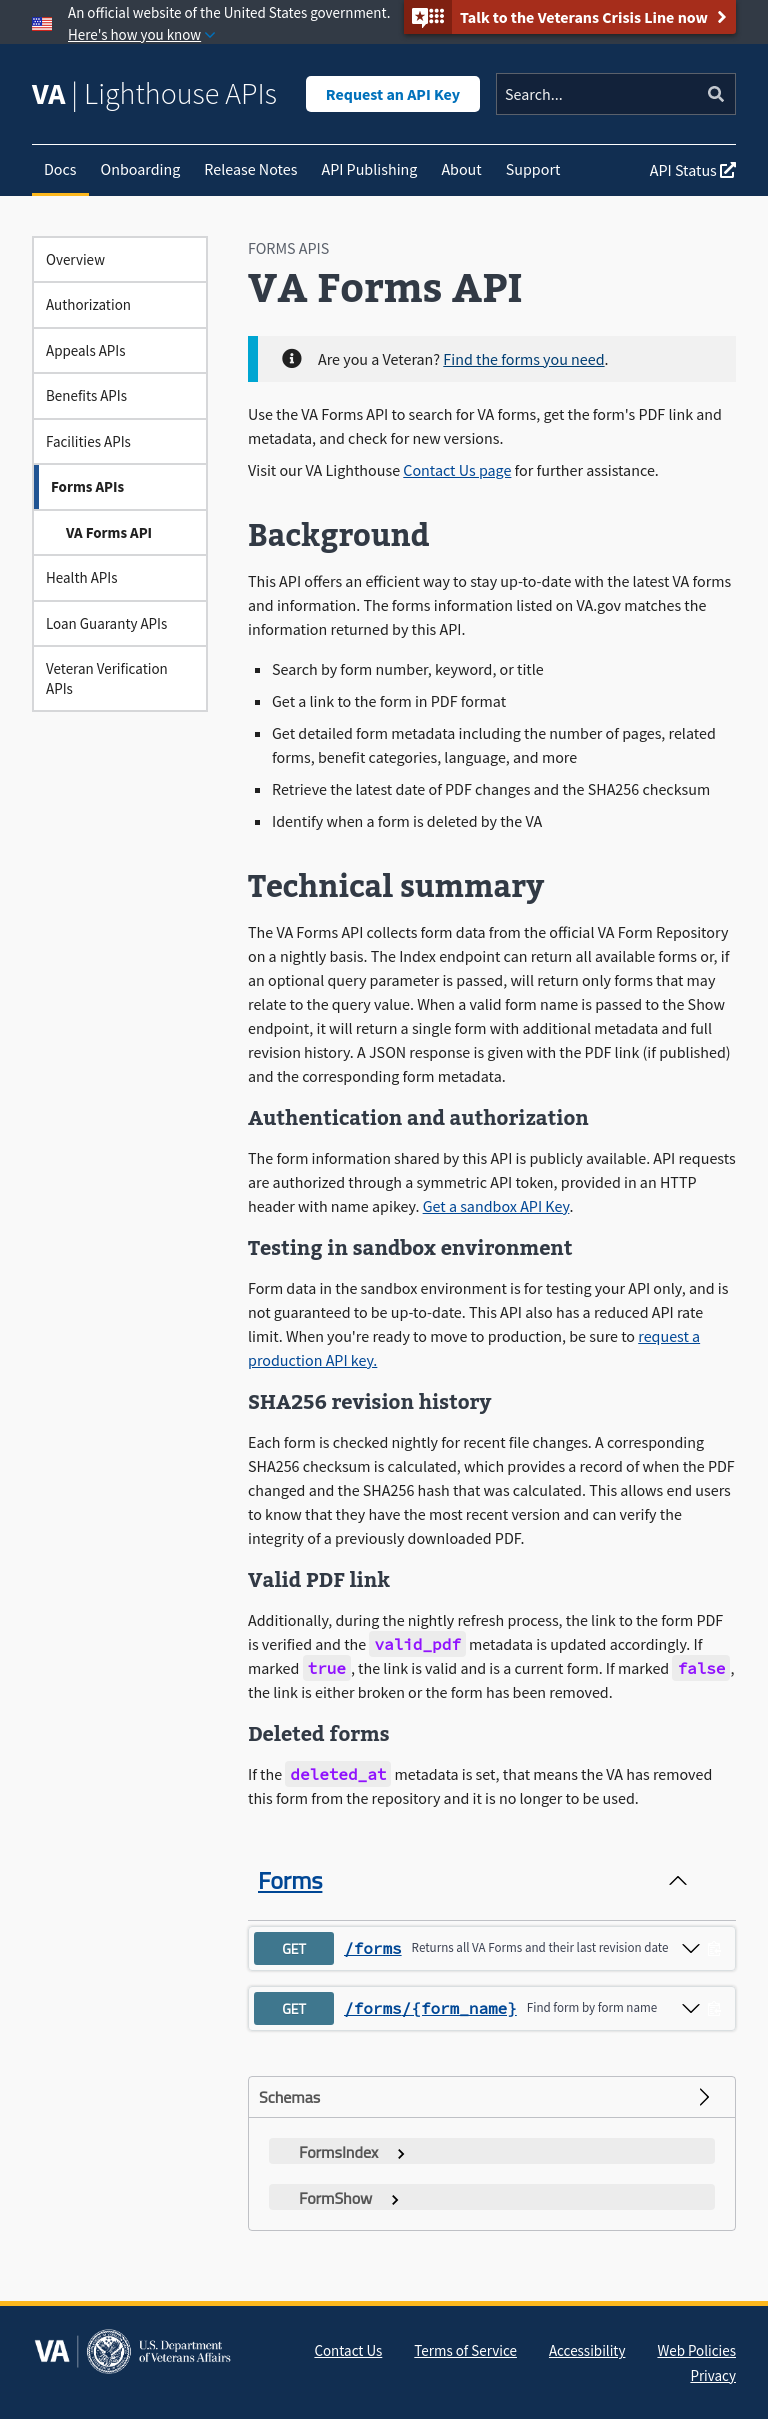 An official website of the United States government.
Here's how you know
Talk to the Veterans Crisis Line now
VA | Lighthouse APIs
Request an API Key
Search...
Docs
Onboarding
Release Notes
API Publishing
About
Support
API Status
Overview
Authorization
Appeals APIs
Benefits APIs
Facilities APIs
Forms APIs
VA Forms API
Health APIs
Loan Guaranty APIs
Veteran Verification
APIs
FORMS APIS
VA Forms API
Are you a Veteran? Find the forms you need.
Use the VA Forms API to search for VA forms, get the form's PDF link and
metadata, and check for new versions.
Visit our VA Lighthouse Contact Us page for further assistance.
Background
This API offers an efficient way to stay up-to-date with the latest VA forms
and information. The forms information listed on VA.gov matches the
information returned by this API.
Search by form number, keyword, or title
Get a link to the form in PDF format
Get detailed form metadata including the number of pages, related
forms, benefit categories, language, and more
Retrieve the latest date of PDF changes and the SHA256 checksum
Identify when a form is deleted by the VA
Technical summary
The VA Forms API collects form data from the official VA Form Repository
on a nightly basis. The Index endpoint can return all available forms or, if
an optional query parameter is passed, will return only forms that may
relate to the query value. When a valid form name is passed to the Show
endpoint, it will return a single form with additional metadata and full
revision history. A JSON response is given with the PDF link (if published)
and the corresponding form metadata.
Authentication and authorization
The form information shared by this API is publicly available. API requests
are authorized through a symmetric API token, provided in an HTTP
header with name apikey. Get a sandbox API Key.
Testing in sandbox environment
Form data in the sandbox environment is for testing your API only, and is
not guaranteed to be up-to-date. This API also has a reduced API rate
limit. When you're ready to move to production, be sure to request a
production API key.
SHA256 revision history
Each form is checked nightly for recent file changes. A corresponding
SHA256 checksum is calculated, which provides a record of when the PDF
changed and the SHA256 hash that was calculated. This allows end users
to know that they have the most recent version and can verify the
integrity of a previously downloaded PDF.
Valid PDF link
Additionally, during the nightly refresh process, the link to the form PDF
is verified and the valid_pdf metadata is updated accordingly. If
marked true, the link is valid and is a current form. If marked false,
the link is either broken or the form has been removed.
Deleted forms
If the deleted_at metadata is set, that means the VA has removed
this form from the repository and it is no longer to be used.
Forms
GET /forms Returns all VA Forms and their last revision date
GET /forms/{form_name} Find form by form name
Schemas
FormsIndex
FormShow
VA
U.S. Department
of Veterans Affairs
Contact Us
Terms of Service
Accessibility
Web Policies
Privacy